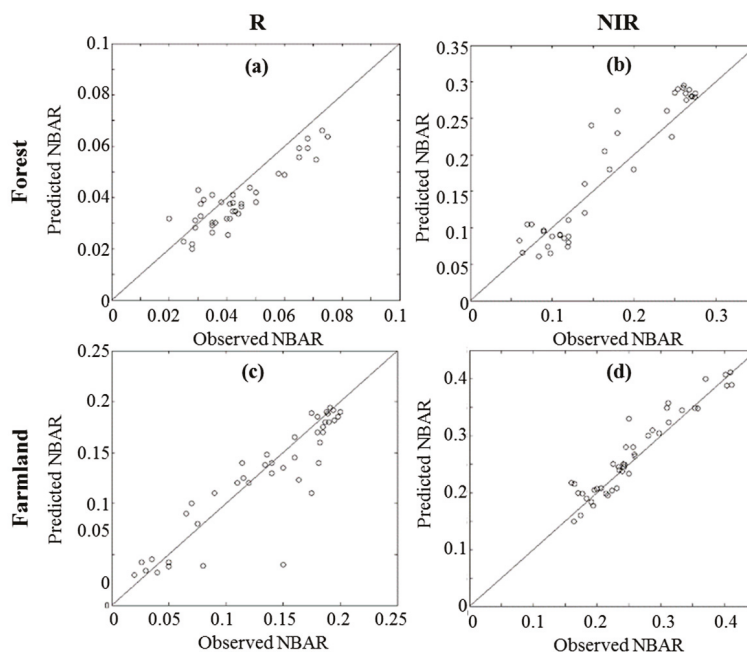 R NIR
Forest
Farmland
(a)
Predicted NBAR
0.1
0.08
0.06
0.04
0.02
0
0 0.02 0.04 0.06 0.08 0.1
Observed NBAR
(b)
Predicted NBAR
0.35
0.3
0.25
0.2
0.15
0.1
0.05
0
0 0.1 0.2 0.3
Observed NBAR
(c)
Predicted NBAR
0.25
0.2
0.15
0.1
0.05
0
0
0 0.05 0.1 0.15 0.2 0.25
Observed NBAR
(d)
Predicted NBAR
0.4
0.3
0.2
0.1
0
0 0.1 0.2 0.3 0.4
Observed NBAR